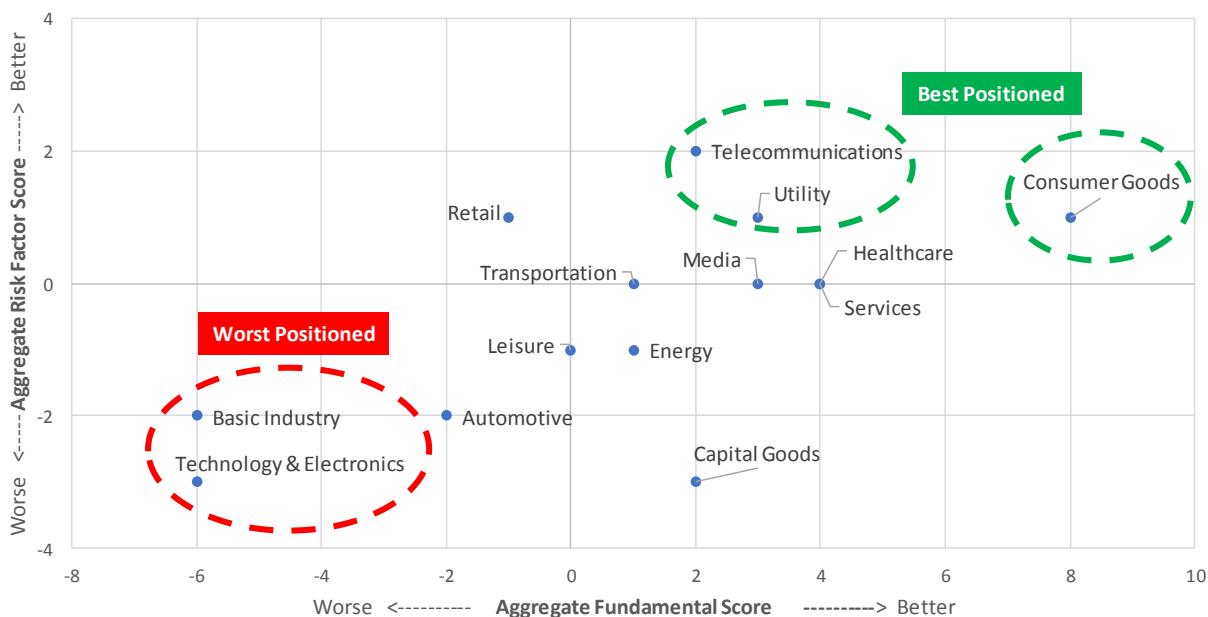 4
2
0
-2
-4
Worse <----- Aggregate Risk Factor Score -----> Better
Best Positioned
Telecommunications
Consumer Goods
Utility
Retail
Healthcare
Media
Transportation
Services
Worst Positioned
Leisure
Energy
Basic Industry
Automotive
Technology & Electronics
Capital Goods
-8
-6
-4
-2
0
2
4
6
8
10
Worse <---------- Aggregate Fundamental Score ----------> Better